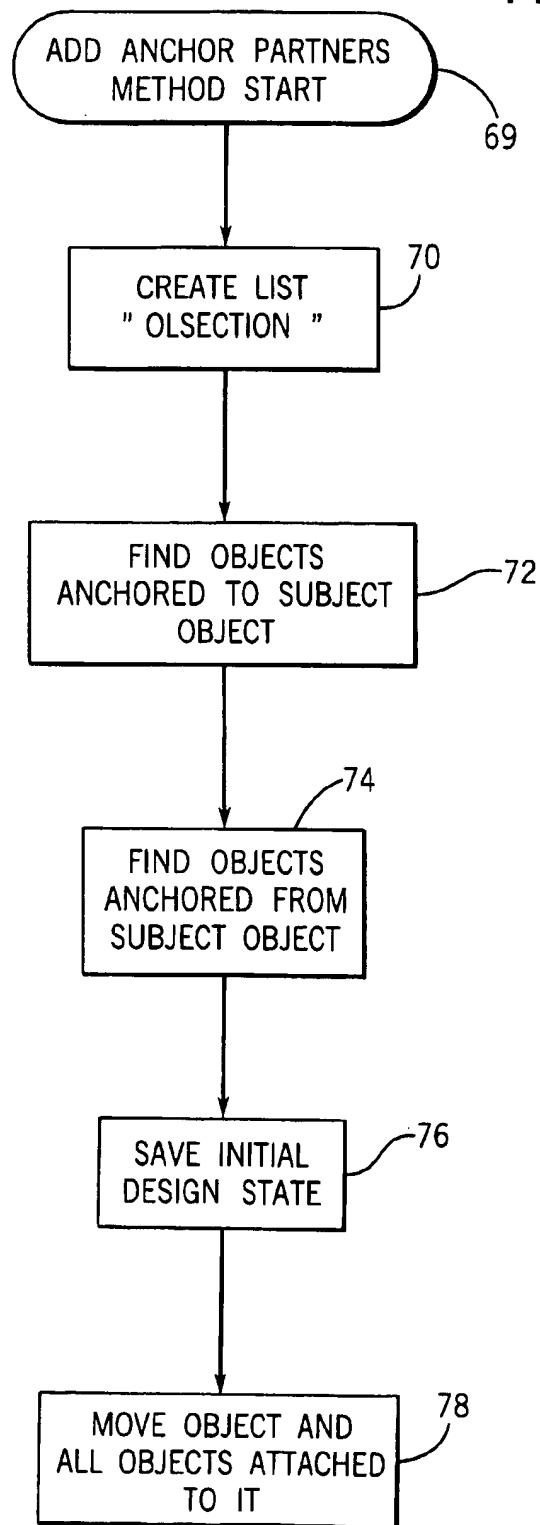 ADD ANCHOR PARTNERS
METHOD START
69
70
CREATE LIST
" OLSECTION "
FIND OBJECTS
ANCHORED TO SUBJECT
OBJECT
72
74
FIND OBJECTS
ANCHORED FROM
SUBJECT OBJECT
SAVE INITIAL
DESIGN STATE
76
78
MOVE OBJECT AND
ALL OBJECTS ATTACHED
TO IT